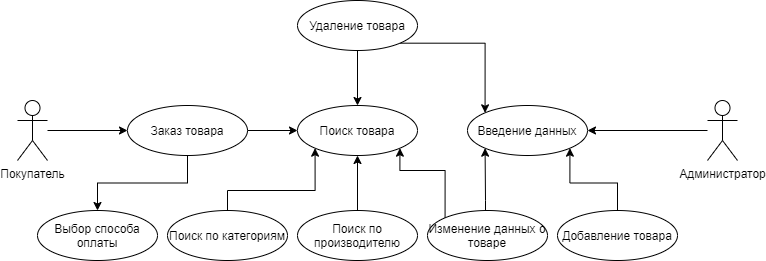 Удаление товара
Покупатель
Заказ товара
Поиск товара
Введение данных
Администратор
Выбор способа
оплаты
Поиск по категориям
Поиск по
производителю
Изменение данных о
товаре
Добавление товара